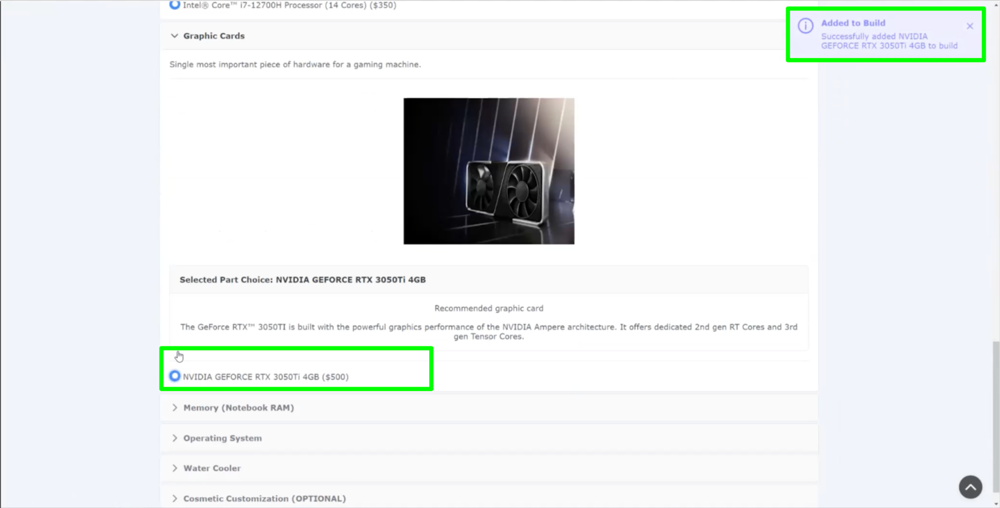 Intel® Core™ i7-12700H Processor (14 Cores) ($350)
Added to Build
Successfully added NVIDIA
GEFORCE RTX 3050Ti 4GB to build
Graphic Cards
Single most important piece of hardware for a gaming machine.
Selected Part Choice: NVIDIA GEFORCE RTX 3050Ti 4GB
Recommended graphic card
The GeForce RTX™ 3050TI is built with the powerful graphics performance of the NVIDIA Ampere architecture. It offers dedicated 2nd gen RT Cores and 3rd
gen Tensor Cores.
NVIDIA GEFORCE RTX 3050Ti 4GB ($500)
Memory (Notebook RAM)
Operating System
Water Cooler
Cosmetic Customization (OPTIONAL)